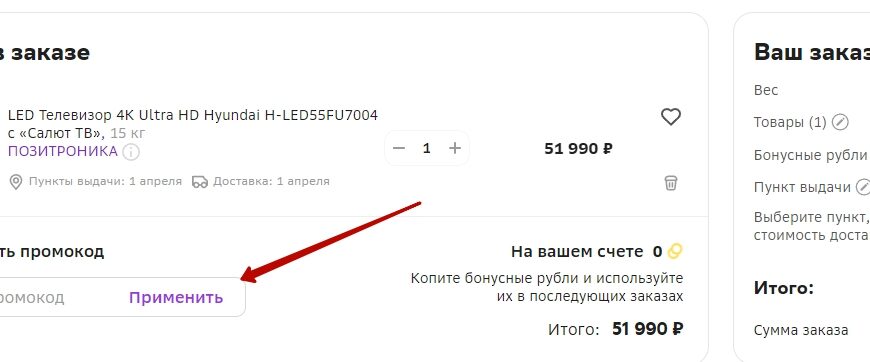 в заказе
LED Телевизор 4K Ultra HD Hyundai H-LED55FU7004
с «Салют ТВ», 15 кг
ПОЗИТРОНИКА
1
51 990 ₽
Пункты выдачи: 1 апреля Доставка: 1 апреля
ть промокод
ромокод Применить
На вашем счете 0
Копите бонусные рубли и используйте
их в последующих заказах
Итого: 51 990 ₽
Ваш заказ
Вес
Товары (1)
Бонусные рубли
Пункт выдачи
Выберите пункт,
стоимость доста
Итого:
Сумма заказа